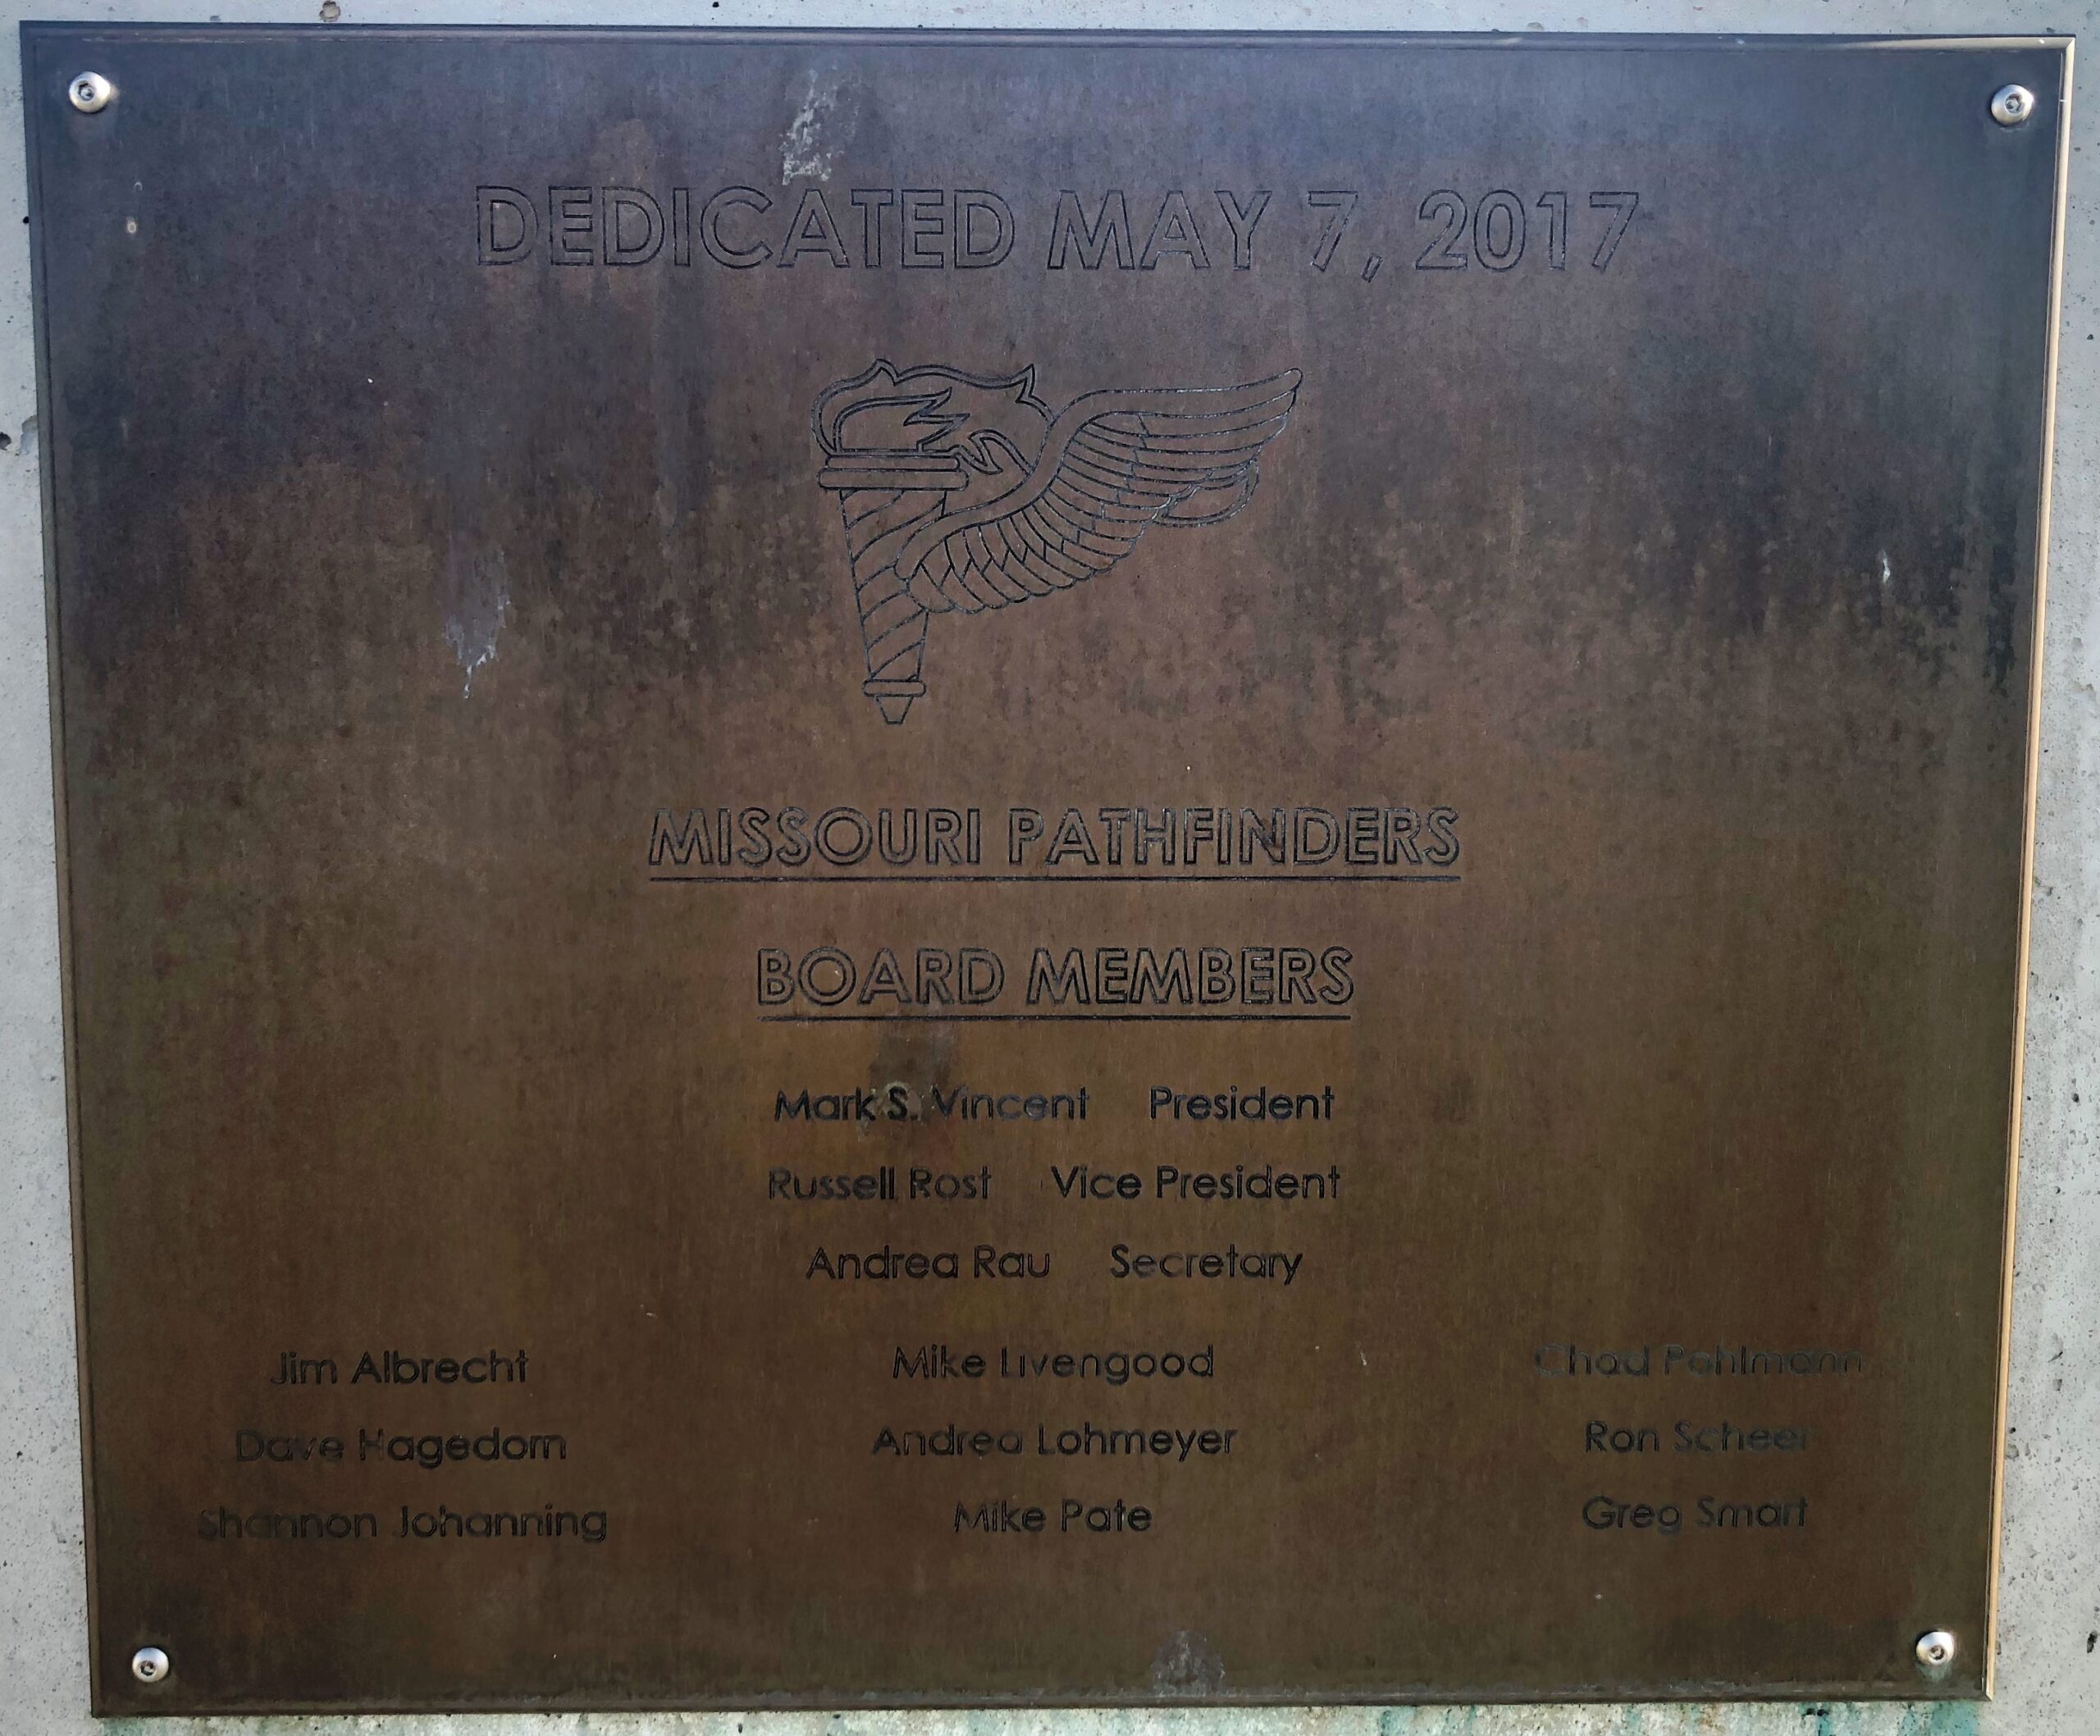 DEDICATED MAY 7, 2017
MISSOURI PATHFINDERS
BOARD MEMBERS
Mark S. Vincent President
Russell Rost Vice President
Andrea Rau Secretary
Jim Albrecht Mike Livengood Chad Pohlmann
Dave Hagedorn Andrea Lohmeyer Ron Scheer
Shannon Johanning Mike Pate Greg Smart